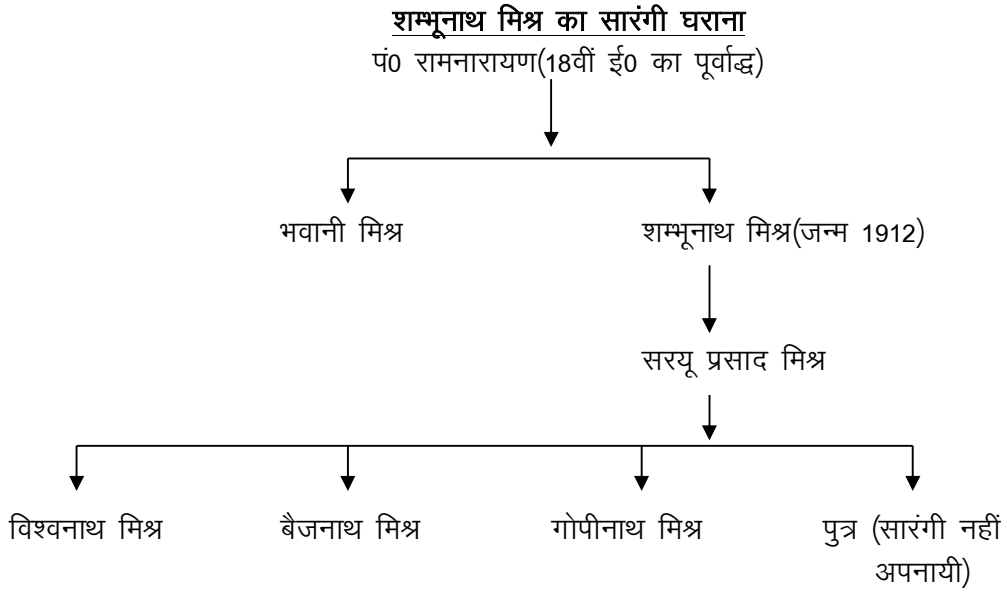 शम्भूनाथ मिश्र का सारंगी घराना
पं0 रामनारायण(18वीं ई0 का पूर्वाद्ध)
भवानी मिश्र
शम्भूनाथ मिश्र(जन्म 1912)
सरयू प्रसाद मिश्र
विश्वनाथ मिश्र
बैजनाथ मिश्र
गोपीनाथ मिश्र
पुत्र (सारंगी नहीं
अपनायी)